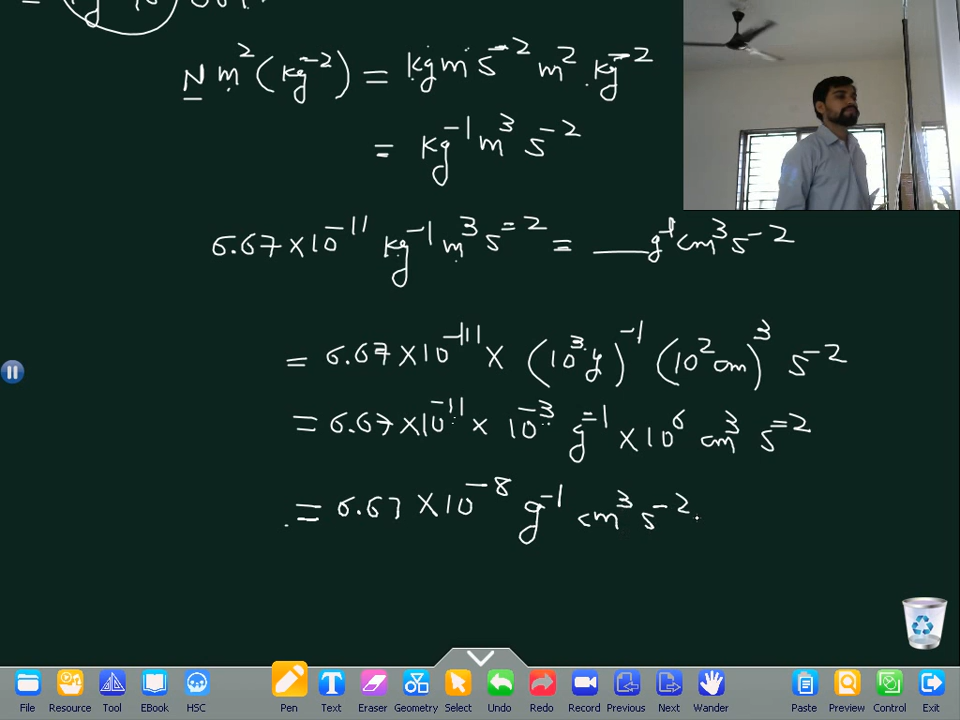 N m² (kg⁻²) = kg m s⁻² m² . kg⁻²
= kg⁻¹ m³ s⁻²
6.67 × 10⁻¹¹ kg⁻¹ m³ s⁻² = __ g⁻¹ cm³ s⁻²
= 6.67 × 10⁻¹¹ × (10³ g)⁻¹ (10² cm)³ s⁻²
= 6.67 × 10⁻¹¹ × 10⁻³ g⁻¹ × 10⁶ cm³ s⁻²
= 6.67 × 10⁻⁸ g⁻¹ cm³ s⁻².
File Resource Tool EBook HSC Pen Text Eraser Geometry Select Undo Redo Record Previous Next Wander Paste Preview Control Exit